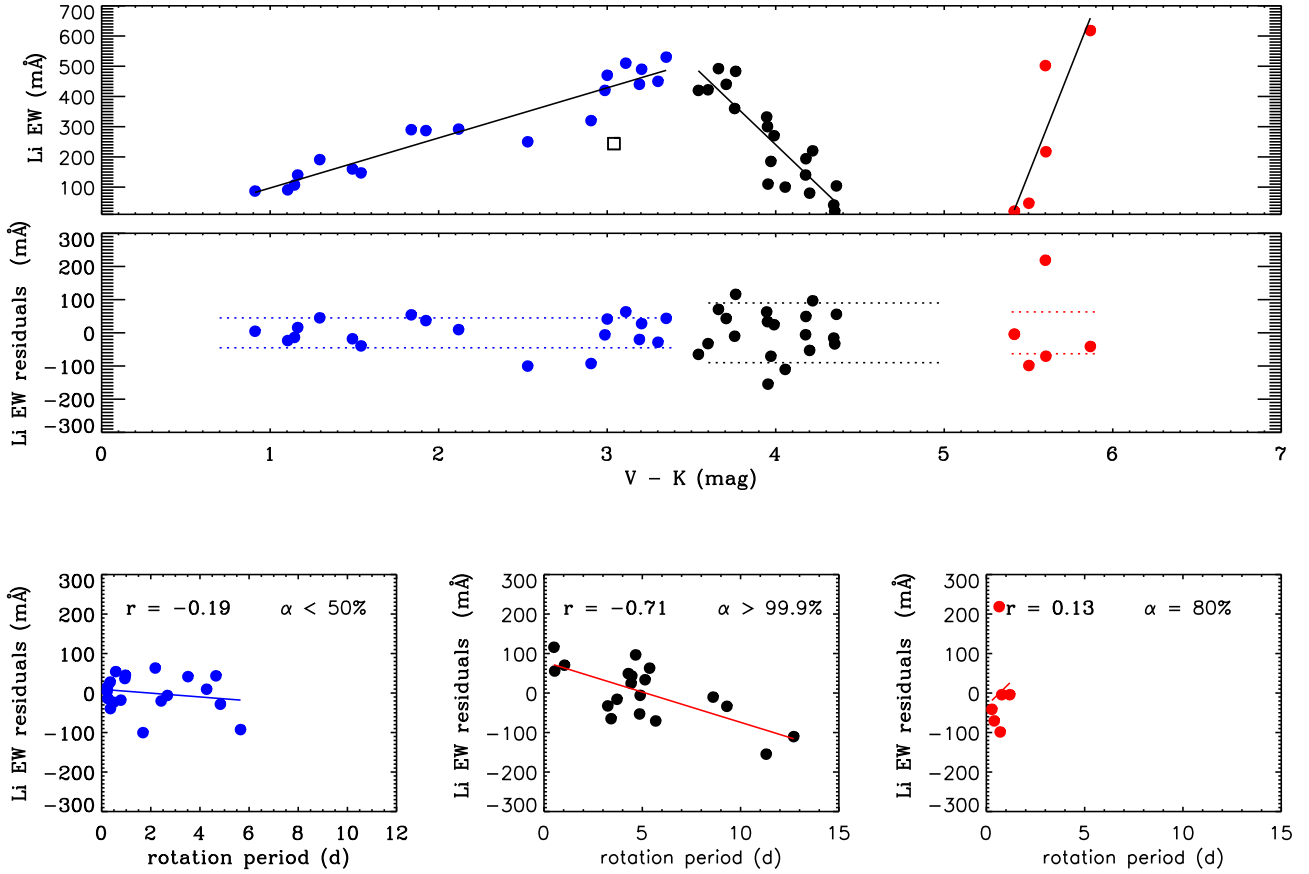 Li EW (mÅ)
700
600
500
400
300
200
100
Li EW residuals (mÅ)
300
200
100
0
−100
−200
−300
0 1 2 3 4 5 6 7
V − K (mag)
Li EW residuals (mÅ)
300
200
100
0
−100
−200
−300
r = −0.19 α < 50%
0 2 4 6 8 10 12
rotation period (d)
Li EW residuals (mÅ)
300
200
100
0
−100
−200
−300
r = −0.71 α > 99.9%
0 5 10 15
rotation period (d)
Li EW residuals (mÅ)
300
200
100
0
−100
−200
−300
r = 0.13 α = 80%
0 5 10 15
rotation period (d)